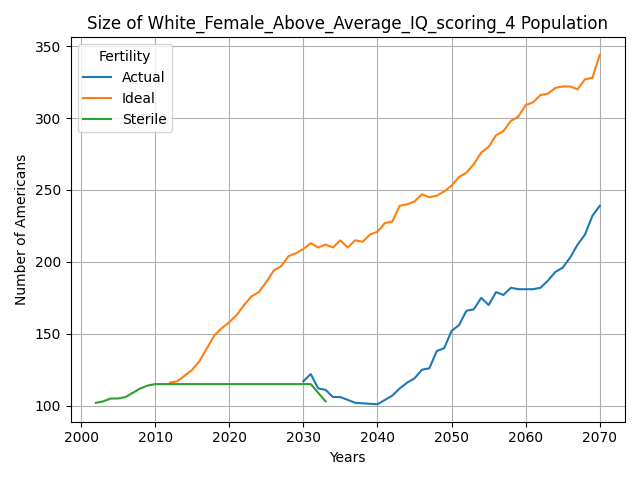 Size of White_Female_Above_Average_IQ_scoring_4 Population
Fertility
Actual
Ideal
Sterile
Number of Americans
350
300
250
200
150
100
2000 2010 2020 2030 2040 2050 2060 2070
Years